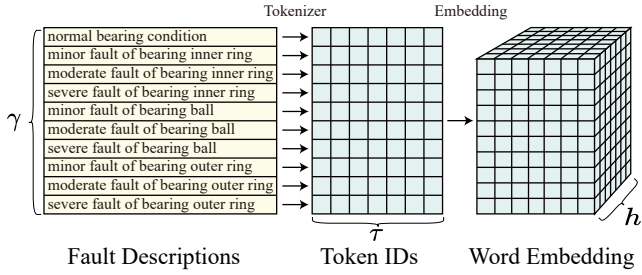 Tokenizer
Embedding
γ
normal bearing condition
minor fault of bearing inner ring
moderate fault of bearing inner ring
severe fault of bearing inner ring
minor fault of bearing ball
moderate fault of bearing ball
severe fault of bearing ball
minor fault of bearing outer ring
moderate fault of bearing outer ring
severe fault of bearing outer ring
τ
h
Fault Descriptions
Token IDs
Word Embedding